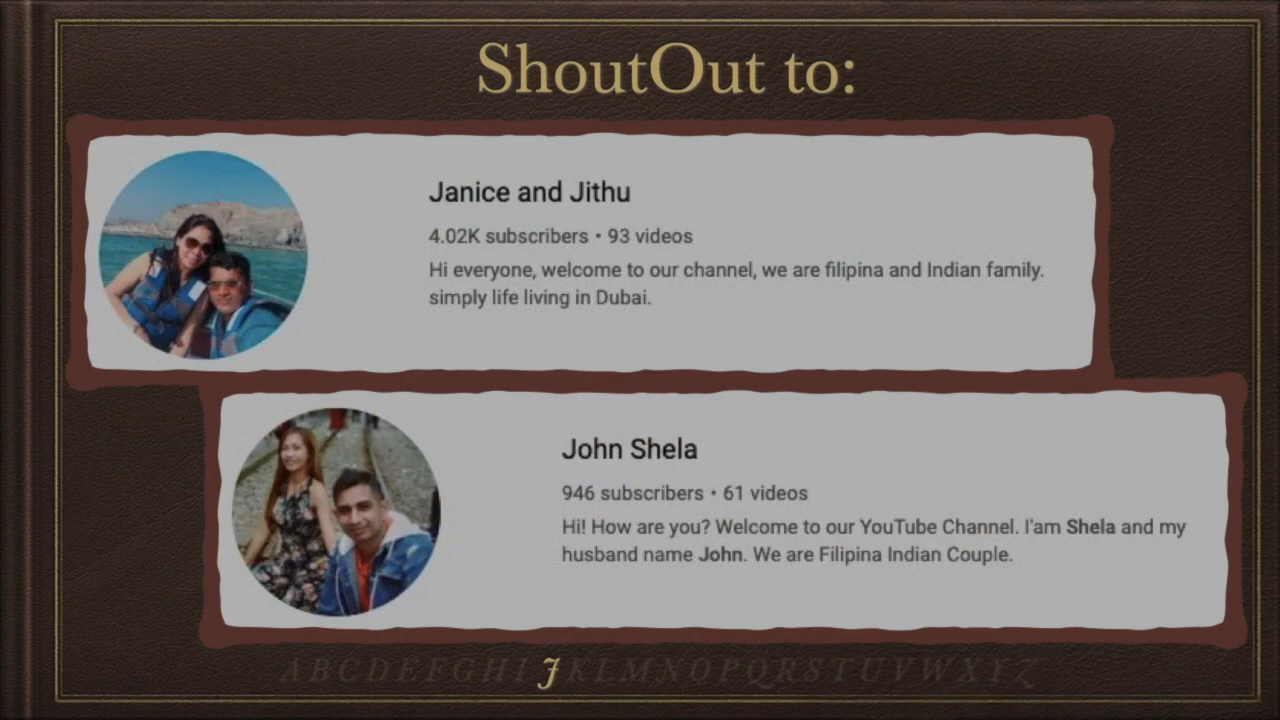 ShoutOut to:
Janice and Jithu
4.02K subscribers • 93 videos
Hi everyone, welcome to our channel, we are filipina and Indian family.
simply life living in Dubai.
John Shela
946 subscribers • 61 videos
Hi! How are you? Welcome to our YouTube Channel. I'am Shela and my
husband name John. We are Filipina Indian Couple.
A B C D E F G H I J K L M N O P Q R S T U V W X Y Z